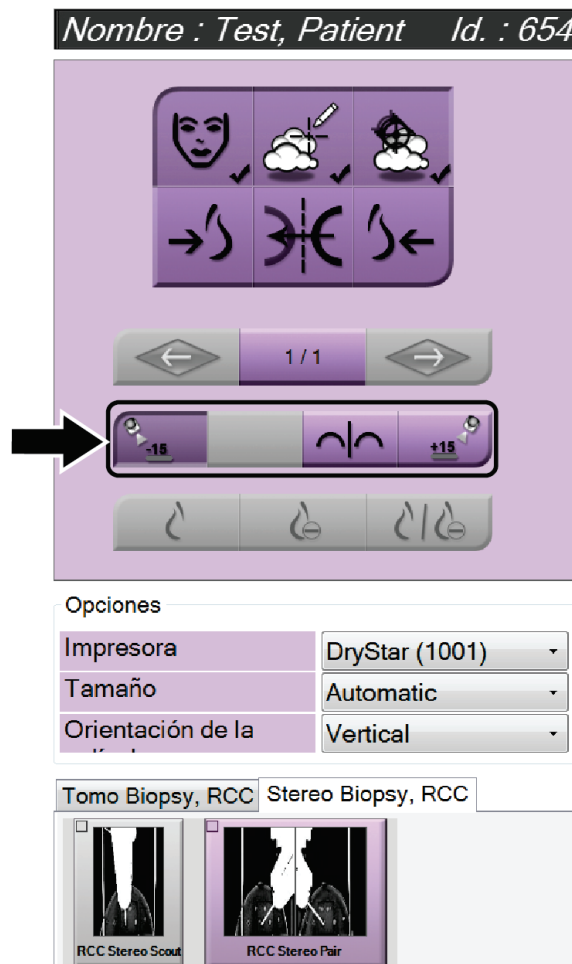 Nombre : Test, Patient Id. : 654
1 / 1
-15 +15
Opciones
Impresora DryStar (1001)
Tamaño Automatic
Orientación de la Vertical
Tomo Biopsy, RCC Stereo Biopsy, RCC
RCC Stereo Scout RCC Stereo Pair